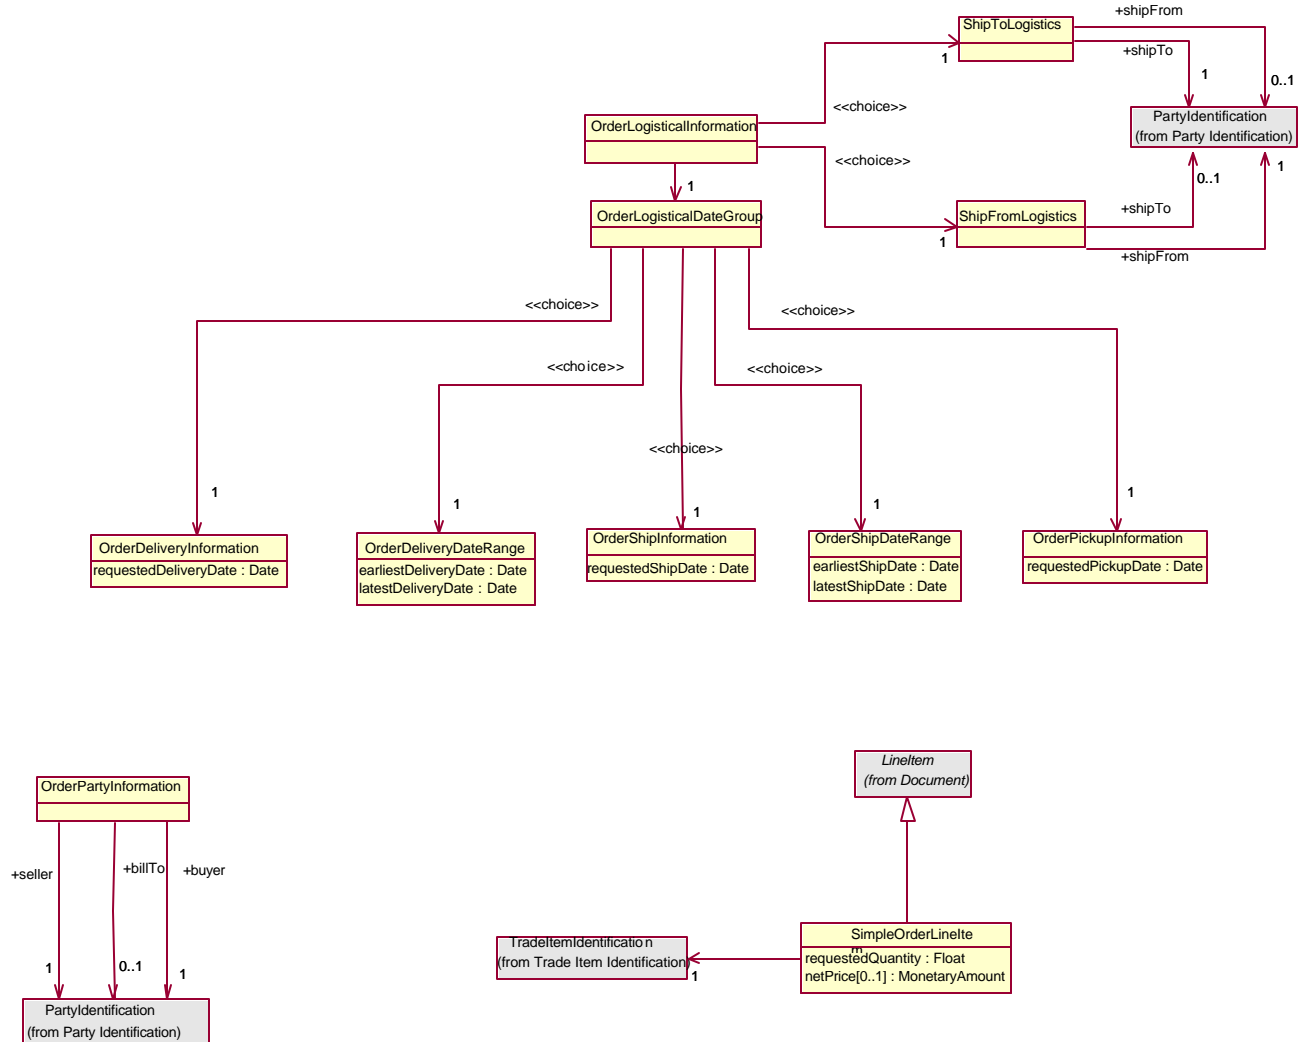 +shipFrom
ShipToLogistics
+shipTo
1
1
0..1
<<choice>>
PartyIdentification
(from Party Identification)
OrderLogisticalInformation
<<choice>>
1
0..1
1
OrderLogisticalDateGroup
ShipFromLogistics
+shipTo
1
+shipFrom
<<choice>>
<<choice>>
<<choice>>
<<choice>>
<<choice>>
1
1
1
1
1
OrderDeliveryInformation
requestedDeliveryDate : Date
OrderDeliveryDateRange
earliestDeliveryDate : Date
latestDeliveryDate : Date
OrderShipInformation
requestedShipDate : Date
OrderShipDateRange
earliestShipDate : Date
latestShipDate : Date
OrderPickupInformation
requestedPickupDate : Date
OrderPartyInformation
+seller
+billTo
+buyer
1
0..1
1
PartyIdentification
(from Party Identification)
LineItem
(from Document)
TradeItemIdentification
(from Trade Item Identification)
1
SimpleOrderLineIte
m
requestedQuantity : Float
netPrice[0..1] : MonetaryAmount